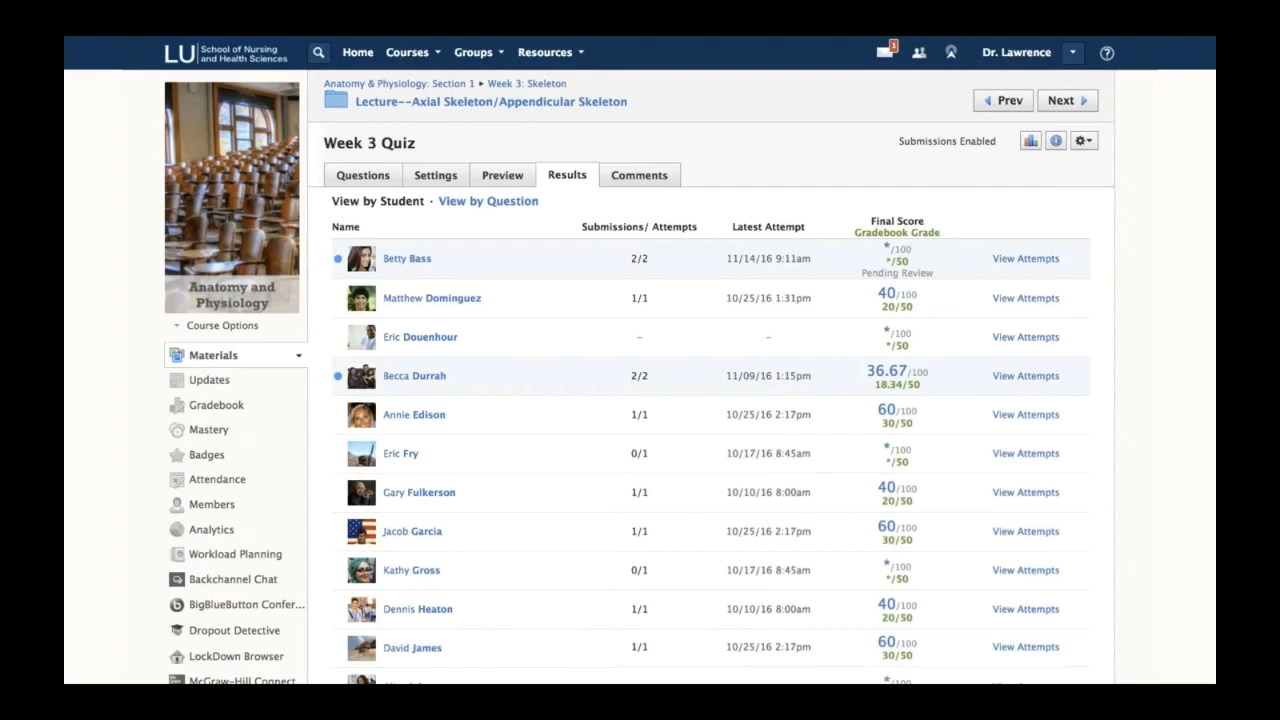 LU School of Nursing and Health Sciences
Home Courses Groups Resources
1
Dr. Lawrence
Anatomy & Physiology: Section 1 ▸ Week 3: Skeleton
Lecture--Axial Skeleton/Appendicular Skeleton
Prev Next
Week 3 Quiz
Submissions Enabled
Questions Settings Preview Results Comments
View by Student · View by Question
Name Submissions/ Attempts Latest Attempt Final Score
Gradebook Grade
Betty Bass 2/2 11/14/16 9:11am */100 */50 Pending Review View Attempts
Matthew Dominguez 1/1 10/25/16 1:31pm 40/100 20/50 View Attempts
Eric Douenhour – – */100 */50 View Attempts
Becca Durrah 2/2 11/09/16 1:15pm 36.67/100 18.34/50 View Attempts
Annie Edison 1/1 10/25/16 2:17pm 60/100 30/50 View Attempts
Eric Fry 0/1 10/17/16 8:45am */100 */50 View Attempts
Gary Fulkerson 1/1 10/10/16 8:00am 40/100 20/50 View Attempts
Jacob Garcia 1/1 10/25/16 2:17pm 60/100 30/50 View Attempts
Kathy Gross 0/1 10/17/16 8:45am */100 */50 View Attempts
Dennis Heaton 1/1 10/10/16 8:00am 40/100 20/50 View Attempts
David James 1/1 10/25/16 2:17pm 60/100 30/50 View Attempts
*/100
Anatomy and
Physiology
Course Options
Materials
Updates
Gradebook
Mastery
Badges
Attendance
Members
Analytics
Workload Planning
Backchannel Chat
BigBlueButton Confer...
Dropout Detective
LockDown Browser
McGraw-Hill Connect